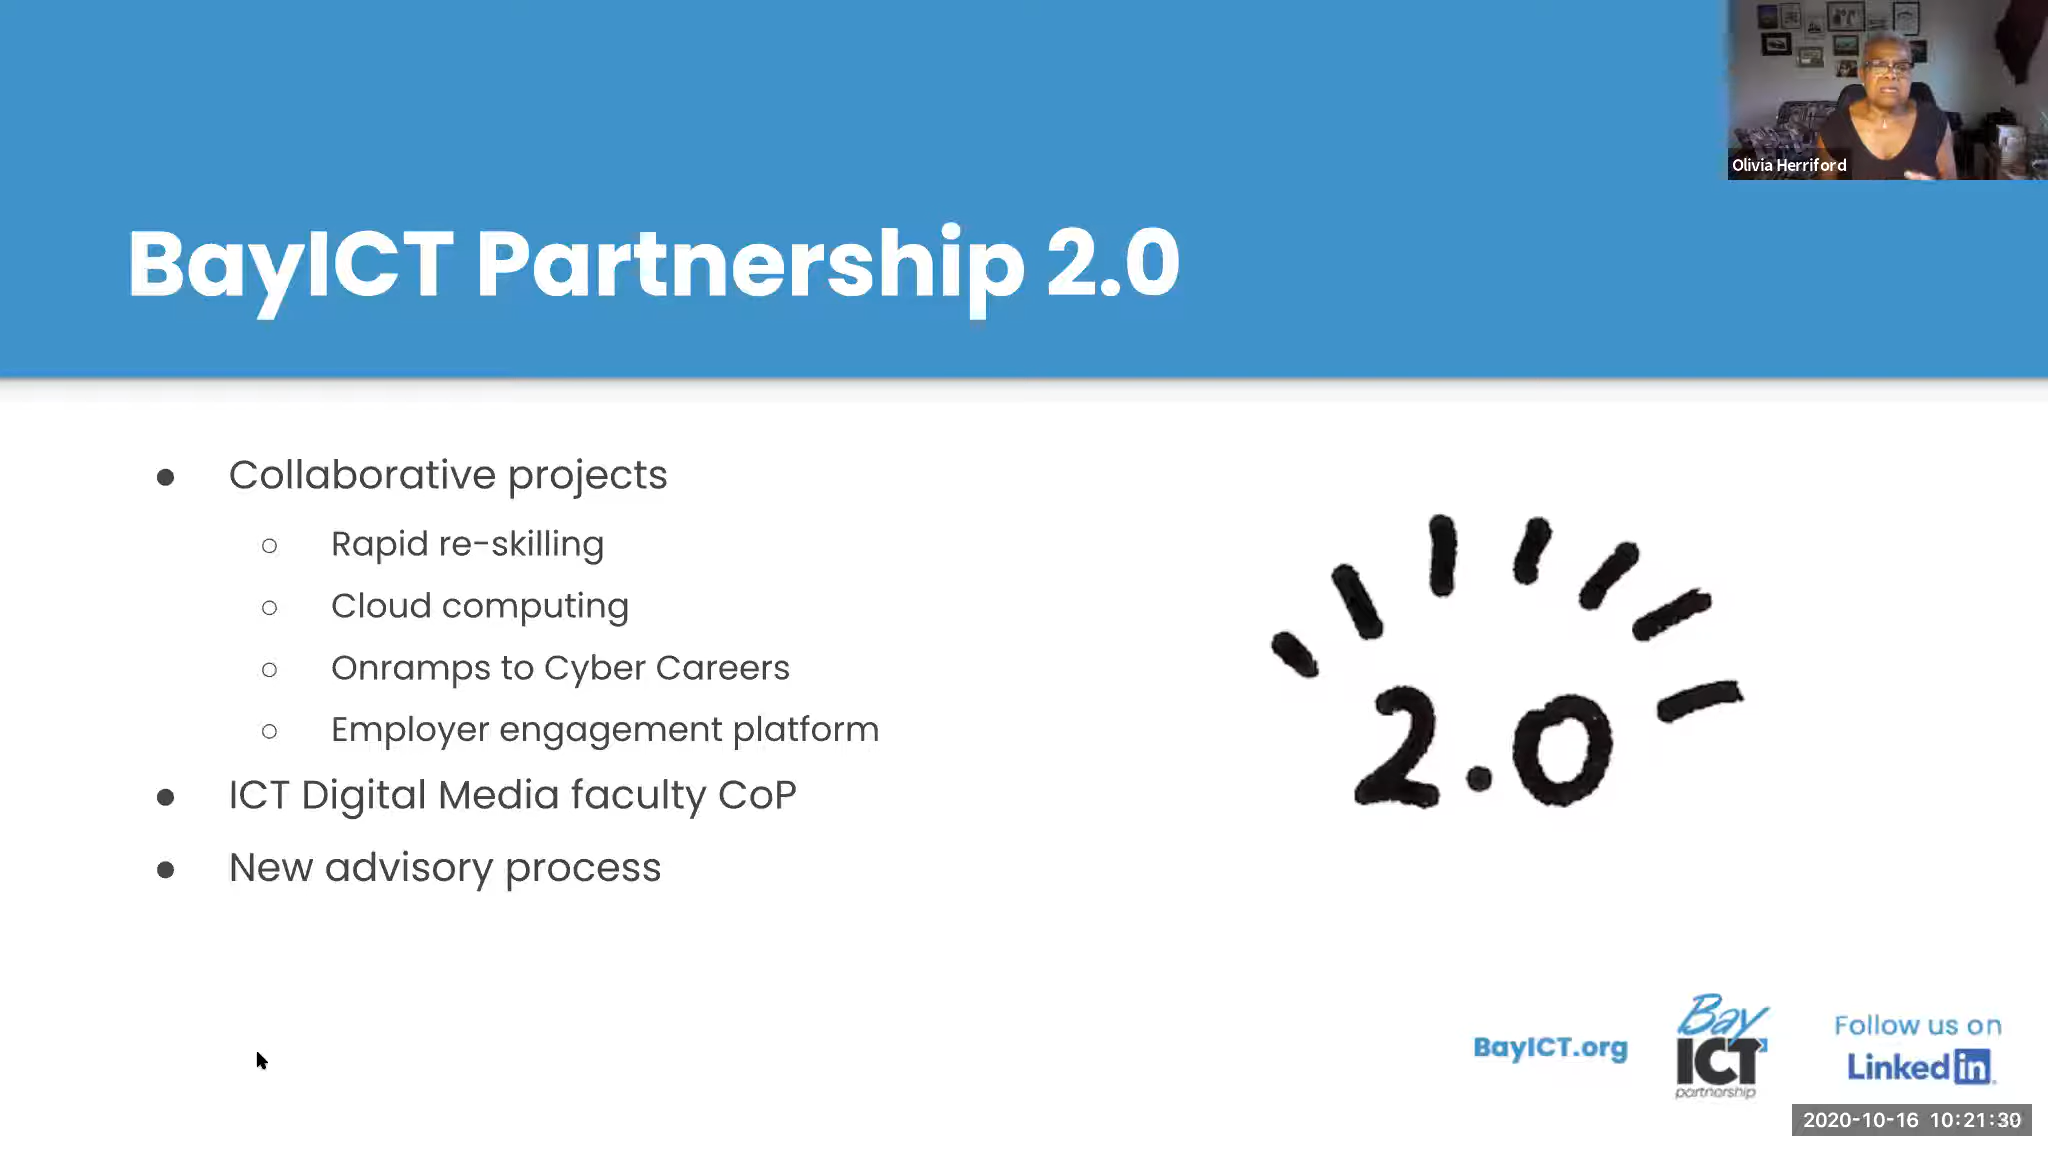 Olivia Herriford
BayICT Partnership 2.0
● Collaborative projects
○ Rapid re-skilling
○ Cloud computing
○ Onramps to Cyber Careers
○ Employer engagement platform
● ICT Digital Media faculty CoP
● New advisory process
2.0
BayICT.org
Bay
ICT
partnership
Follow us on
Linked in
2020-10-16 10:21:30